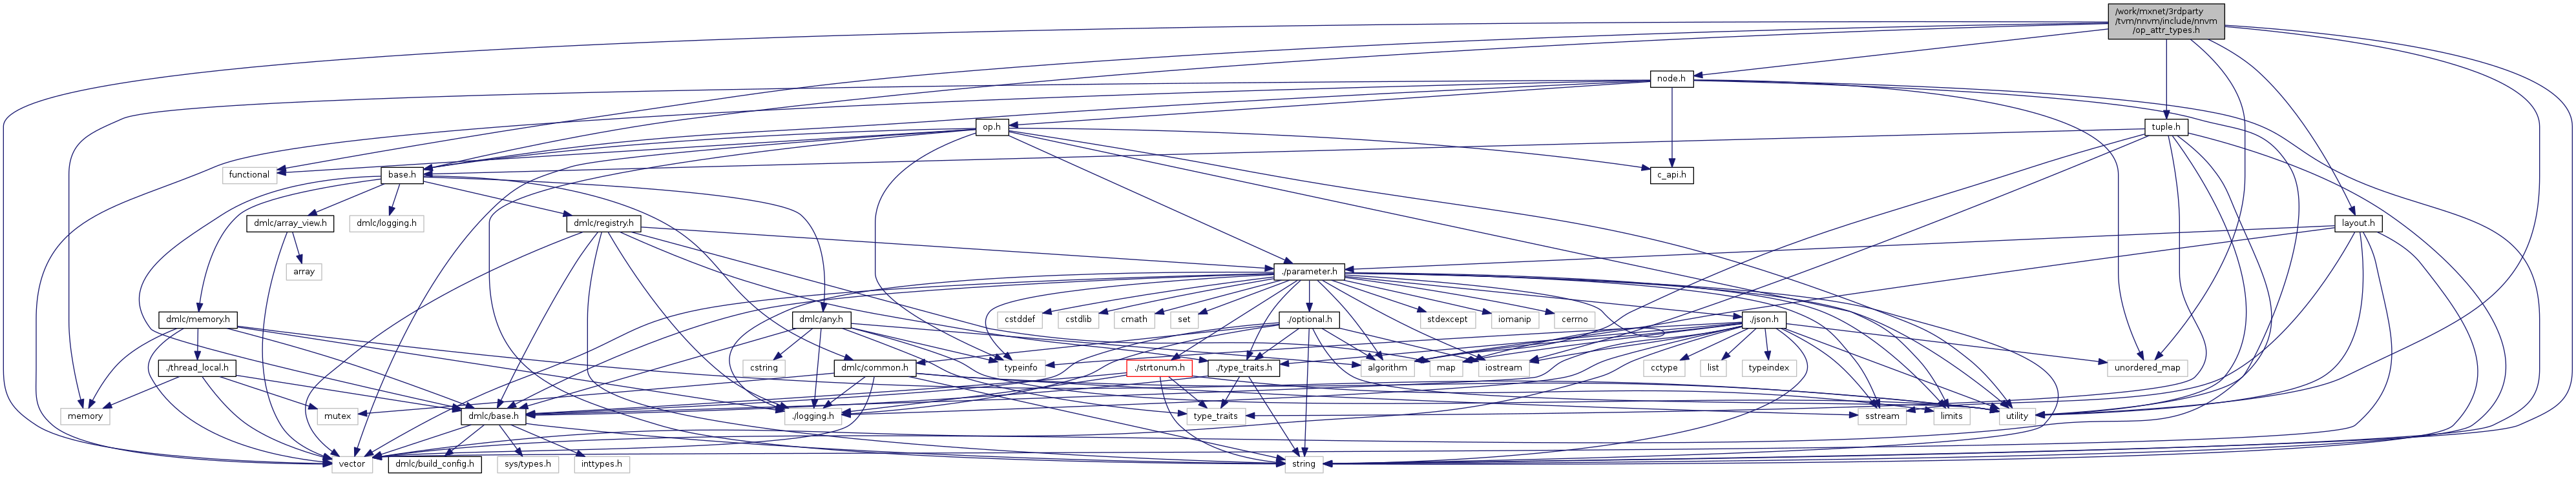 /work/mxnet/3rdparty
/tvm/nnvm/include/nnvm
/op_attr_types.h
node.h
op.h
tuple.h
functional
base.h
c_api.h
dmlc/array_view.h
dmlc/logging.h
dmlc/registry.h
layout.h
array
./parameter.h
dmlc/memory.h
dmlc/any.h
cstddef
cstdlib
cmath
set
./optional.h
stdexcept
iomanip
cerrno
./json.h
./thread_local.h
cstring
dmlc/common.h
typeinfo
./strtonum.h
./type_traits.h
algorithm
map
iostream
cctype
list
typeindex
unordered_map
memory
mutex
dmlc/base.h
./logging.h
type_traits
sstream
limits
utility
vector
dmlc/build_config.h
sys/types.h
inttypes.h
string